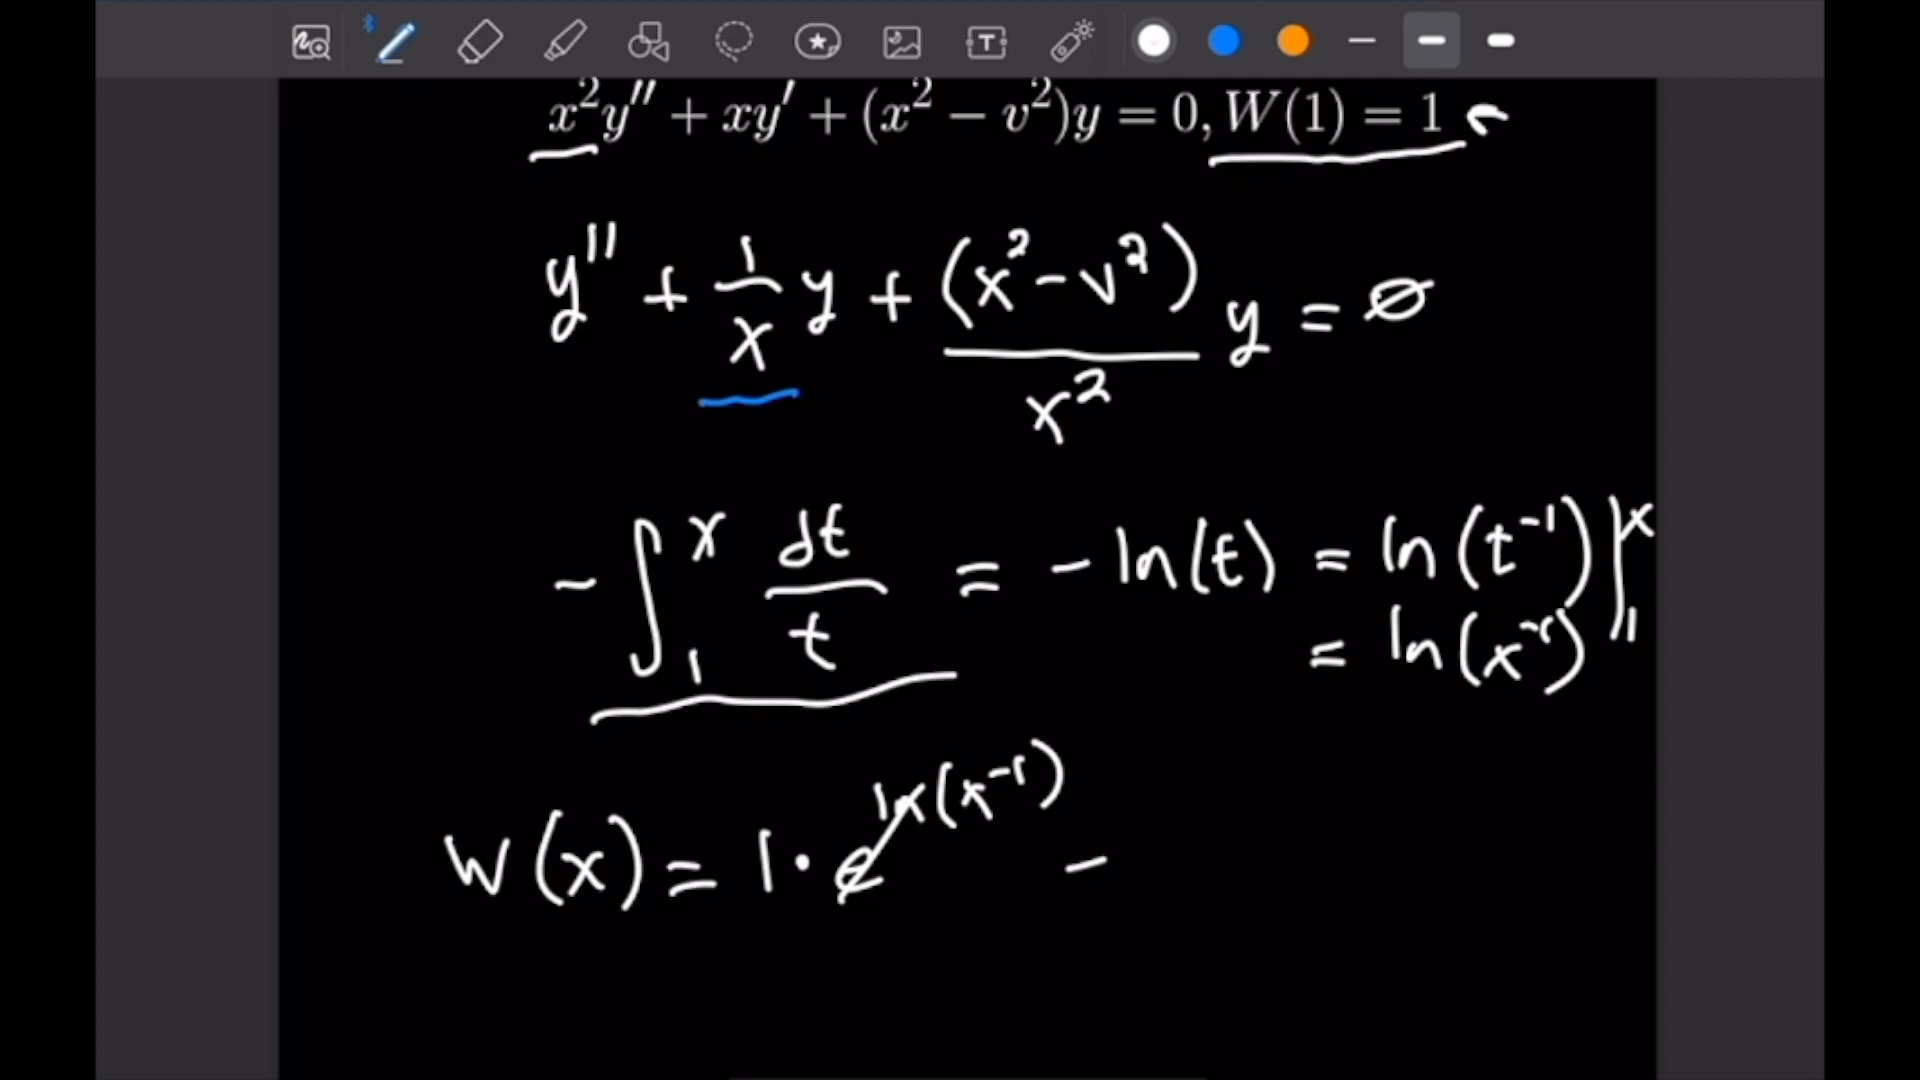 x²y′′ + xy′ + (x² − v²)y = 0, W(1) = 1
y'' + 1/x y + (x² - v²)/x² y = ∅
- ∫₁ˣ dt/t = - ln(t) = ln(t⁻¹)|₁ˣ
= ln(x⁻¹)
W(x) = 1 · e^ln(x⁻¹) -